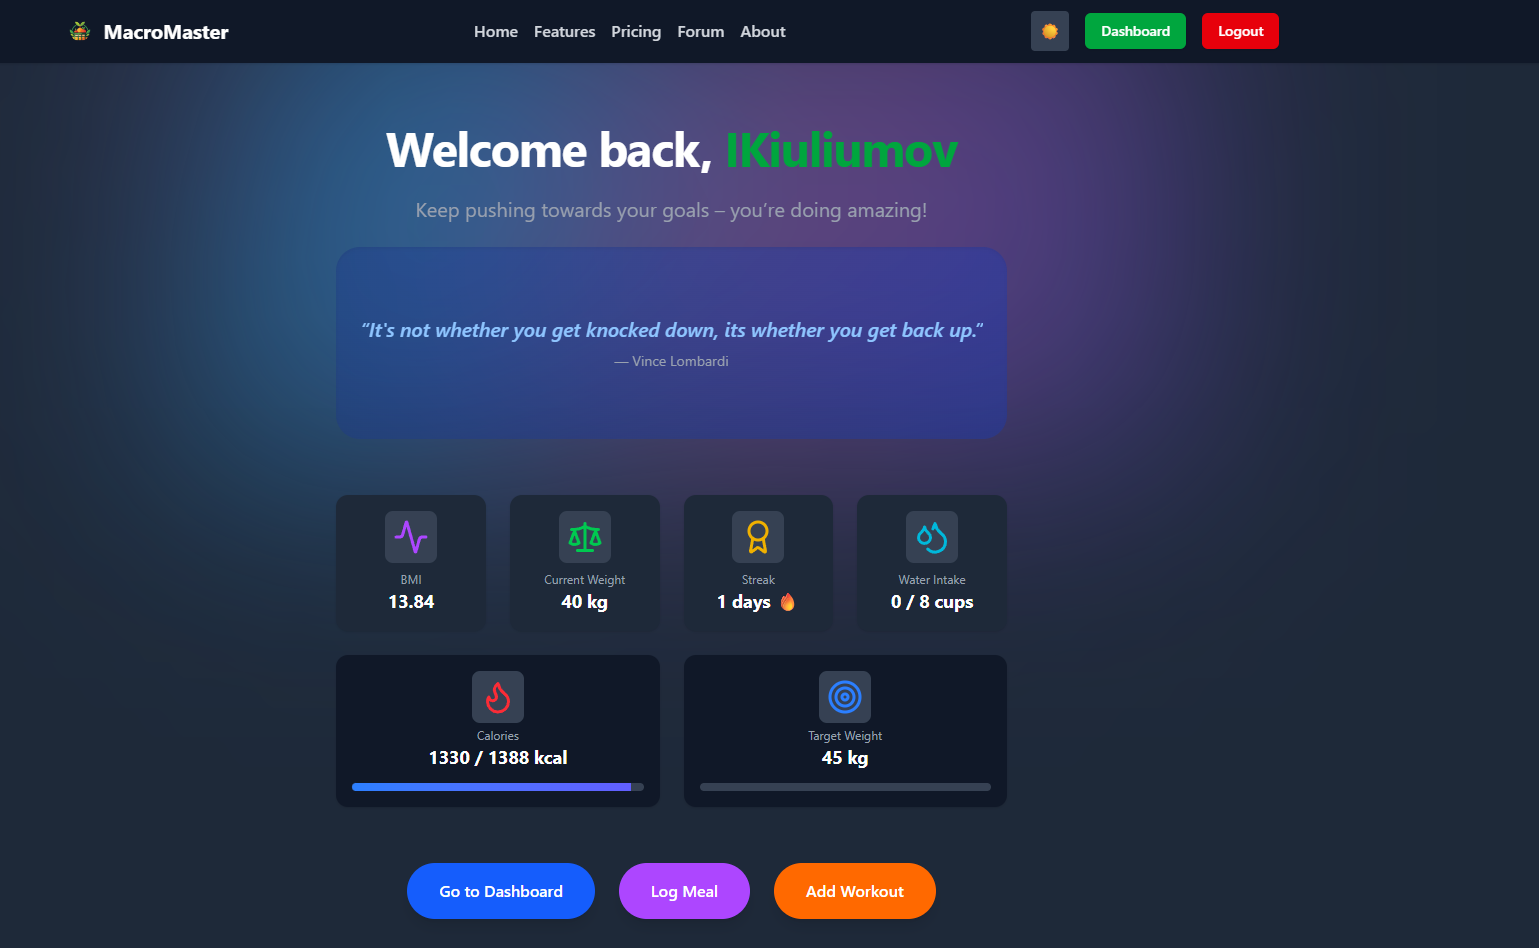 MacroMaster
Home Features Pricing Forum About
Dashboard
Logout
Welcome back, IKiuliumov
Keep pushing towards your goals – you’re doing amazing!
“It's not whether you get knocked down, its whether you get back up.”
— Vince Lombardi
BMI
13.84
Current Weight
40 kg
Streak
1 days 🔥
Water Intake
0 / 8 cups
Calories
1330 / 1388 kcal
Target Weight
45 kg
Go to Dashboard
Log Meal
Add Workout